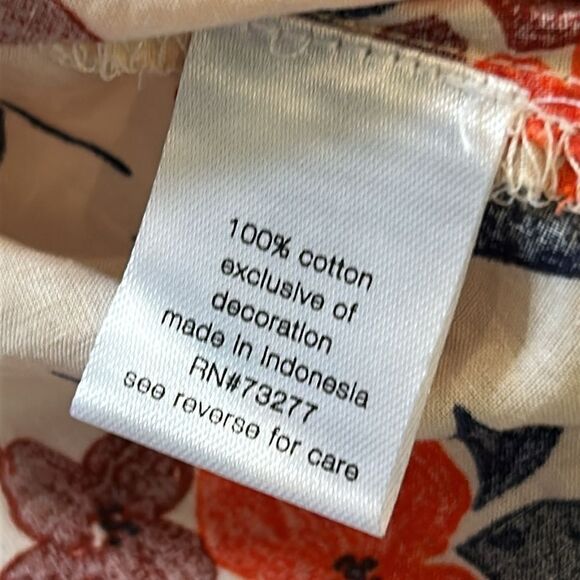 100% cotton
exclusive of
decoration
made in Indonesia
RN#73277
see reverse for care